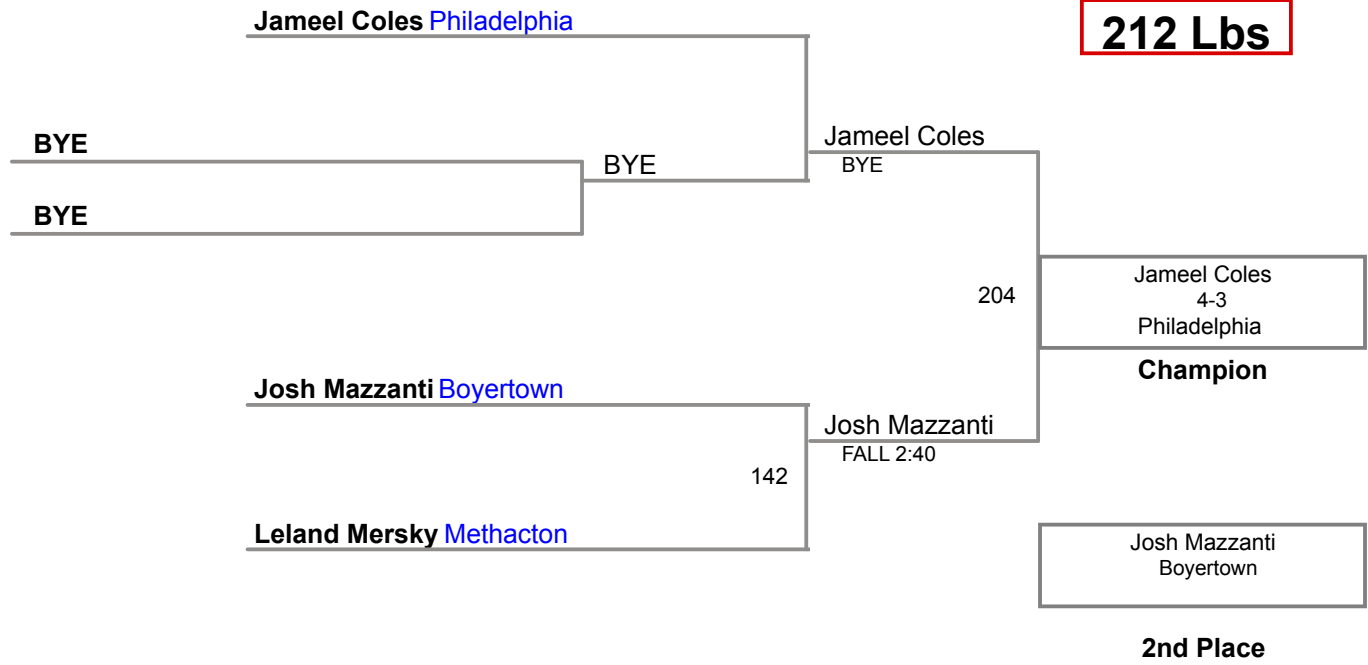 Jameel Coles Philadelphia
212 Lbs
BYE
BYE
Jameel Coles
BYE
BYE
204
Jameel Coles
4-3
Philadelphia
Champion
Josh Mazzanti Boyertown
Josh Mazzanti
FALL 2:40
142
Leland Mersky Methacton
Josh Mazzanti
Boyertown
2nd Place